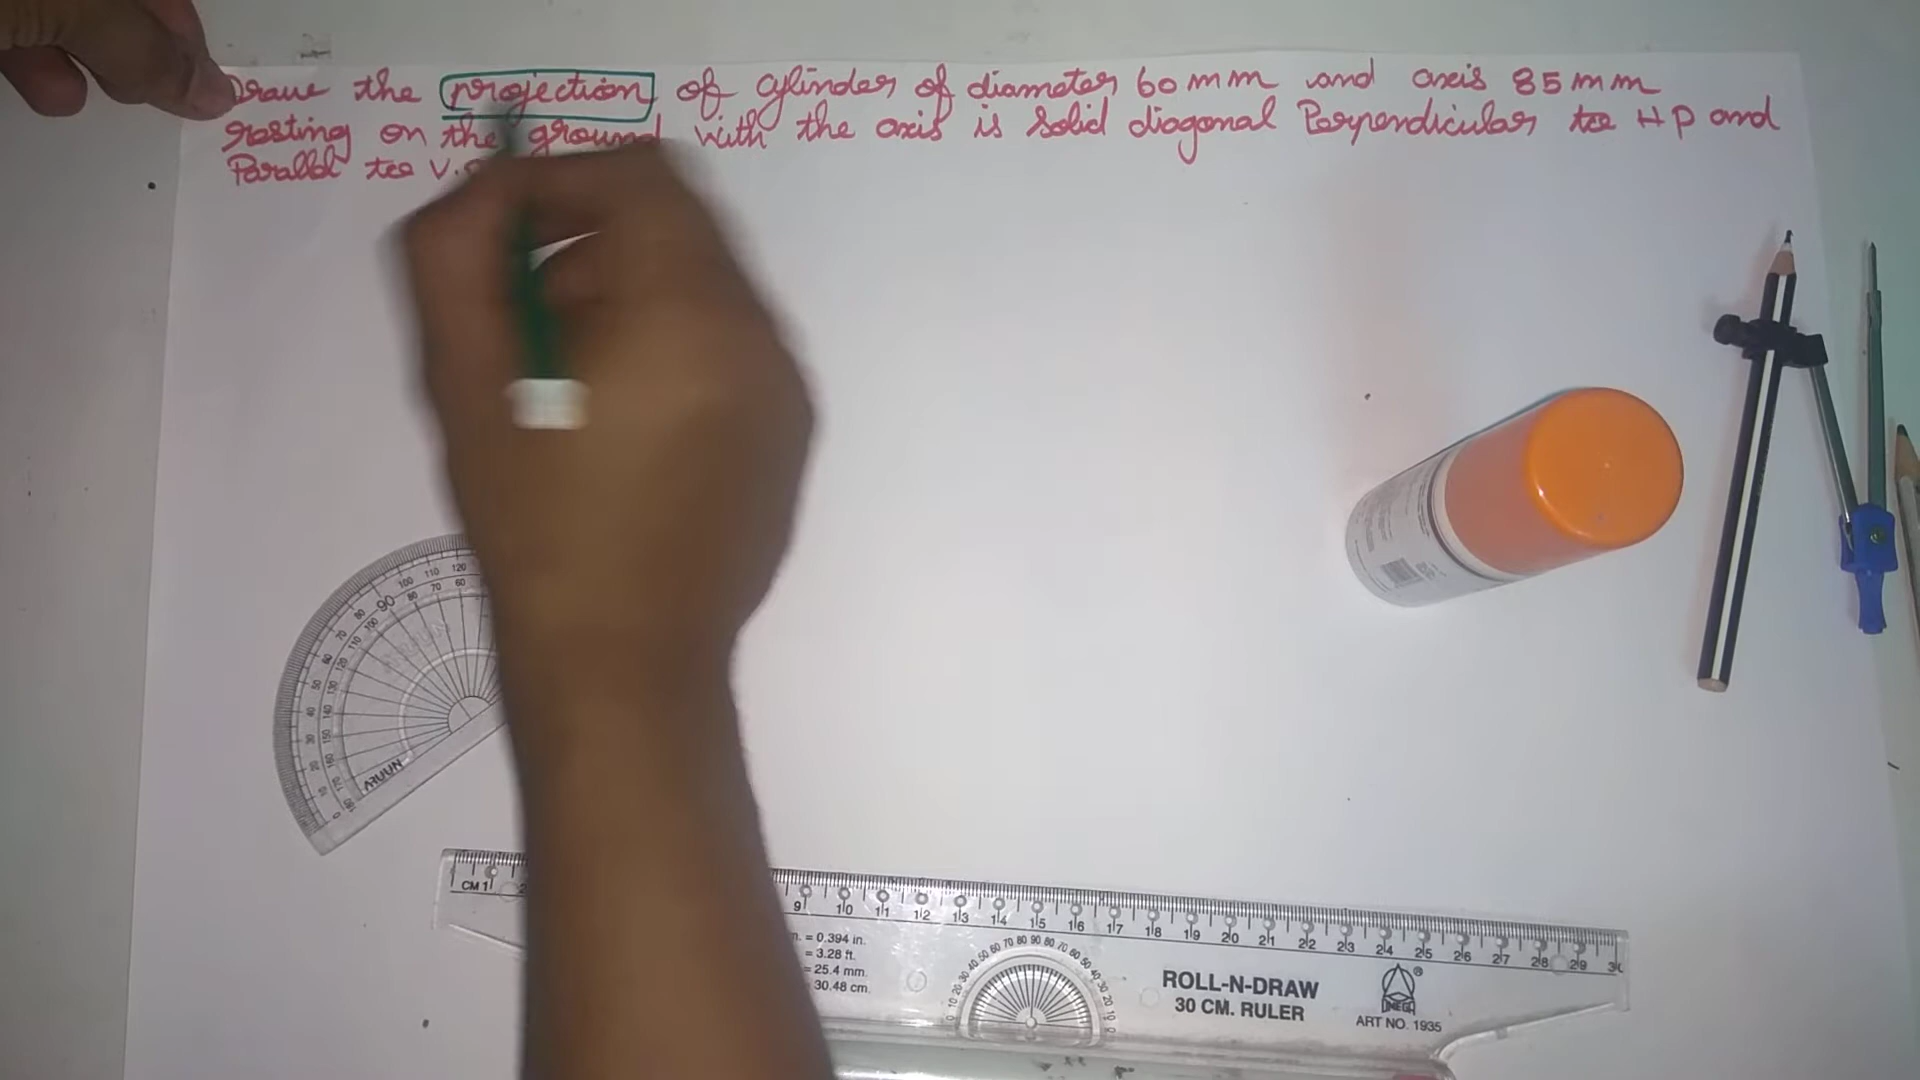 Draw the projection of cylinder of diameter 60 mm and axis 85 mm
resting on the ground with the axis is solid diagonal Perpendicular to HP and
Parallel to V.P
CM 1 2 9 10 11 12 13 14 15 16 17 18 19 20 21 22 23 24 25 26 27 28 29 30
= 0.394 in.
= 3.28 ft.
= 25.4 mm.
= 30.48 cm.
ROLL-N-DRAW
30 CM. RULER
OMEGA
®
ART NO. 1935